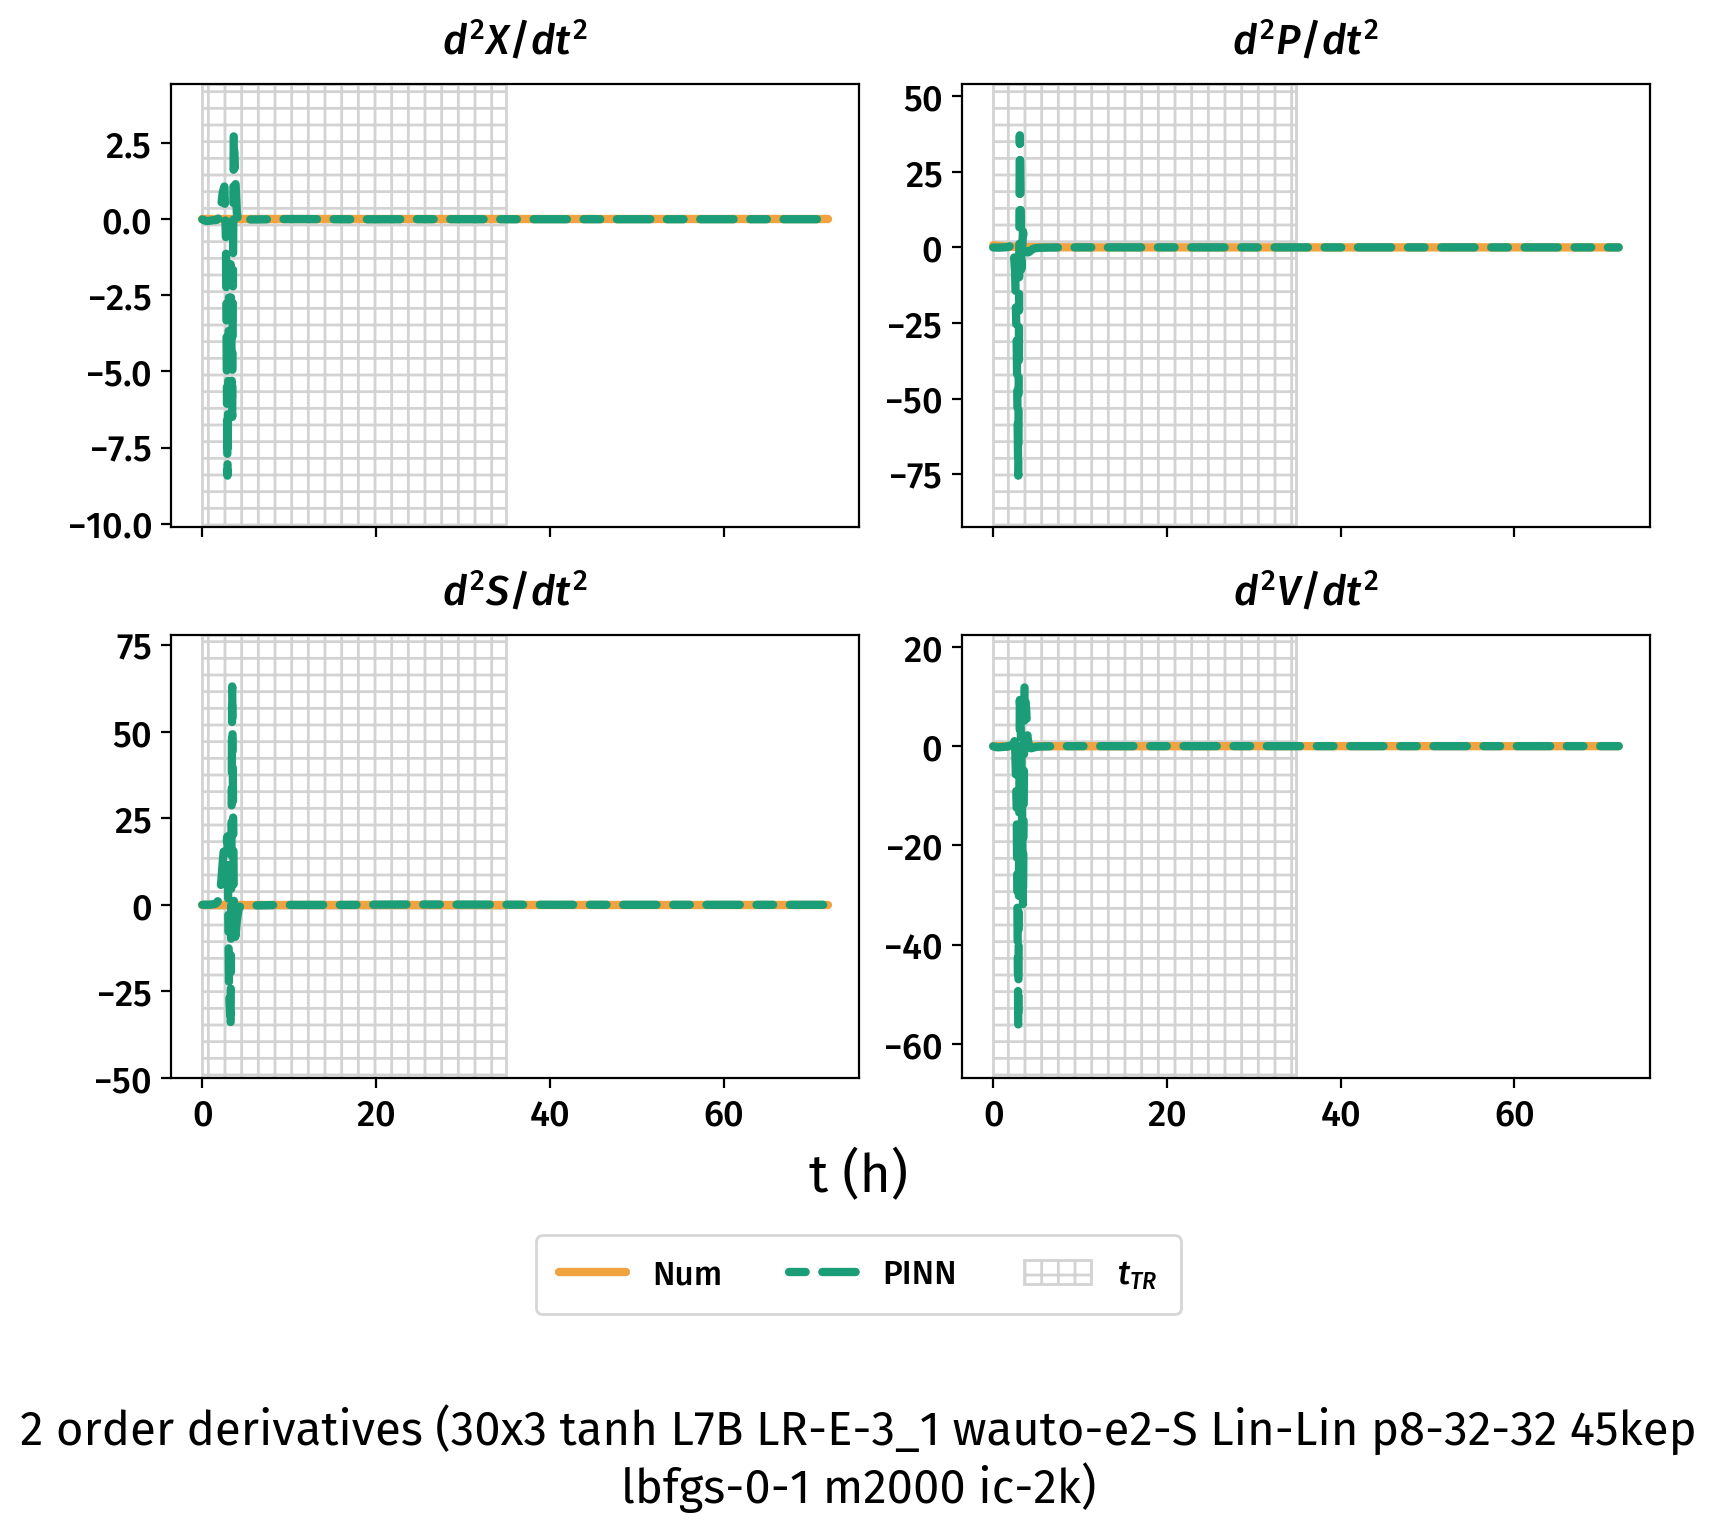 d²X/dt²
d²P/dt²
2.5
0.0
−2.5
−5.0
−7.5
−10.0
50
25
0
−25
−50
−75
d²S/dt²
d²V/dt²
75
50
25
0
−25
−50
20
0
−20
−40
−60
0 20 40 60
0 20 40 60
t (h)
Num PINN t_TR
2 order derivatives (30x3 tanh L7B LR-E-3_1 wauto-e2-S Lin-Lin p8-32-32 45kep
lbfgs-0-1 m2000 ic-2k)